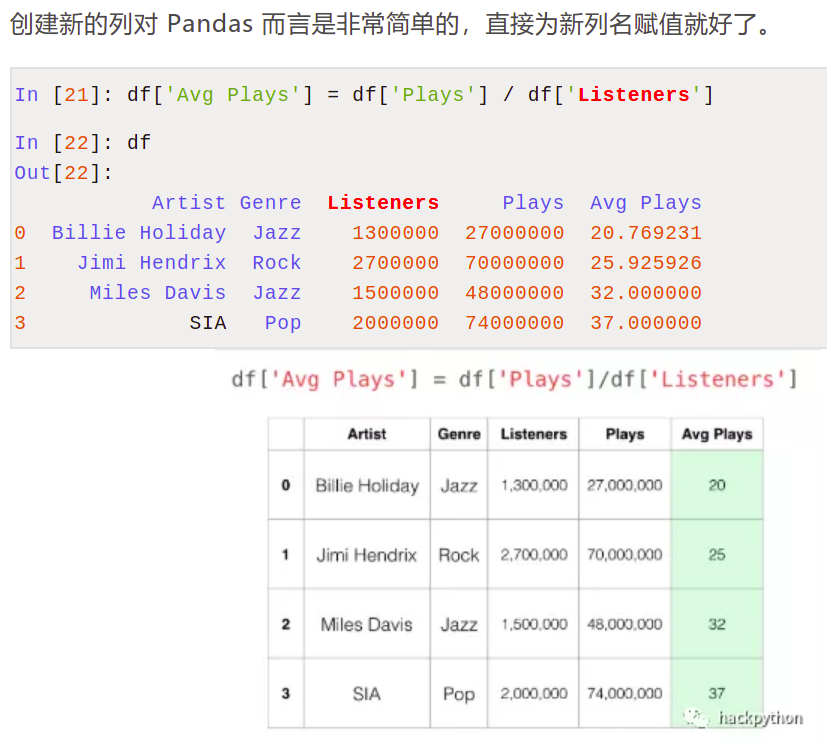 创建新的列对 Pandas 而言是非常简单的，直接为新列名赋值就好了。
In [21]: df['Avg Plays'] = df['Plays'] / df['Listeners']
In [22]: df
Out[22]:
Artist Genre Listeners Plays Avg Plays
0 Billie Holiday Jazz 1300000 27000000 20.769231
1 Jimi Hendrix Rock 2700000 70000000 25.925926
2 Miles Davis Jazz 1500000 48000000 32.000000
3 SIA Pop 2000000 74000000 37.000000
df['Avg Plays'] = df['Plays']/df['Listeners']
Artist Genre Listeners Plays Avg Plays
0 Billie Holiday Jazz 1,300,000 27,000,000 20
1 Jimi Hendrix Rock 2,700,000 70,000,000 25
2 Miles Davis Jazz 1,500,000 48,000,000 32
3 SIA Pop 2,000,000 74,000,000 37
hackpython